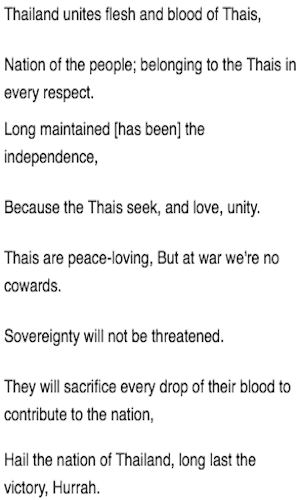 Thailand unites flesh and blood of Thais,
Nation of the people; belonging to the Thais in
every respect.
Long maintained [has been] the
independence,
Because the Thais seek, and love, unity.
Thais are peace-loving, But at war we're no
cowards.
Sovereignty will not be threatened.
They will sacrifice every drop of their blood to
contribute to the nation,
Hail the nation of Thailand, long last the
victory, Hurrah.